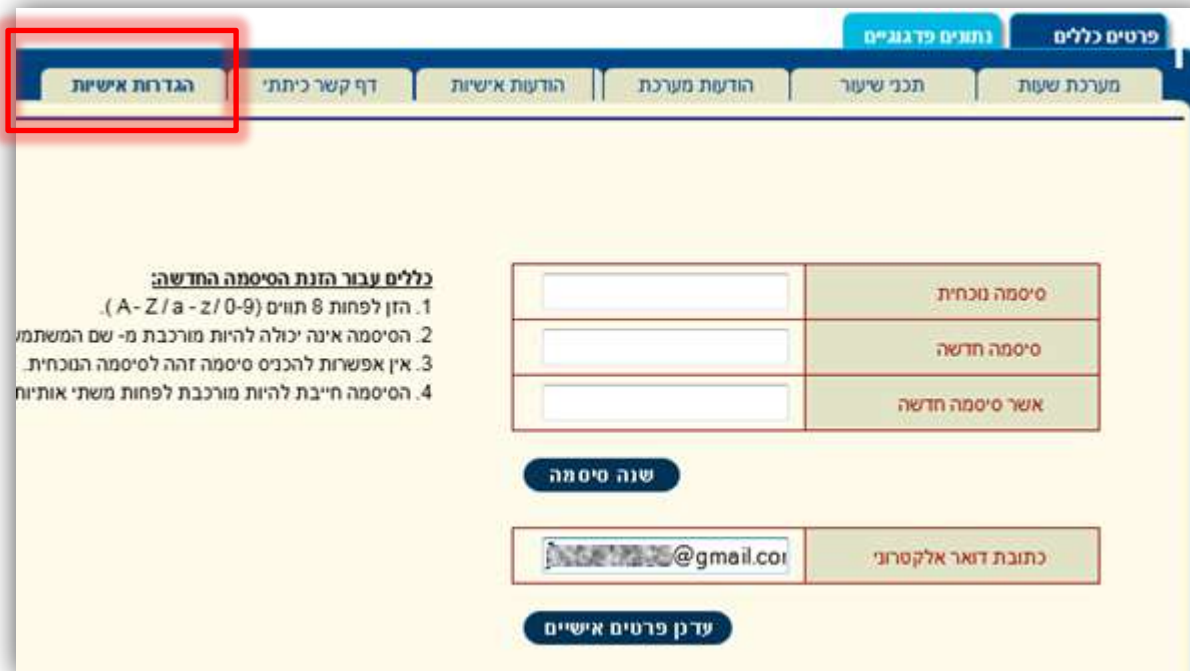 פרטים כללים
נתונים פדגוגיים
מערכת שעות
תכני שיעור
הודעות מערכת
הודעות אישיות
דף קשר כיתתי
הגדרות אישיות
סיסמה נוכחית
סיסמה חדשה
אשר סיסמה חדשה
שנה סיסמה
כללים עבור הזנת הסיסמה החדשה:
1. הזן לפחות 8 תווים (A - Z / a - z / 0-9 ).
2. הסיסמה אינה יכולה להיות מורכבת מ- שם המשתמש
3. אין אפשרות להכניס סיסמה זהה לסיסמה הנוכחית.
4. הסיסמה חייבת להיות מורכבת לפחות משתי אותיות
כתובת דואר אלקטרוני
@gmail.co
עדכן פרטים אישיים